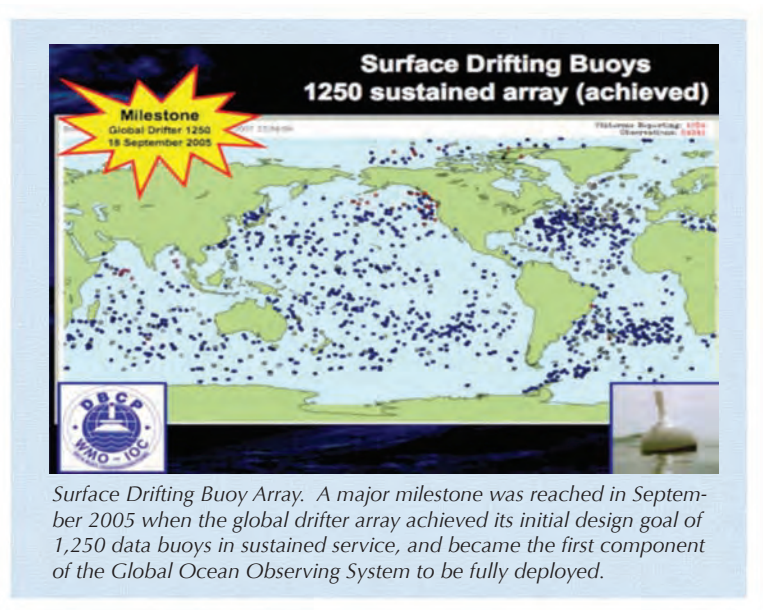 Surface Drifting Buoys
1250 sustained array (achieved)
Milestone
Global Drifter 1250
18 September 2005
Platforms Reporting:
Observations:
DBCP
WMO – IOC
Surface Drifting Buoy Array. A major milestone was reached in Septem-
ber 2005 when the global drifter array achieved its initial design goal of
1,250 data buoys in sustained service, and became the first component
of the Global Ocean Observing System to be fully deployed.